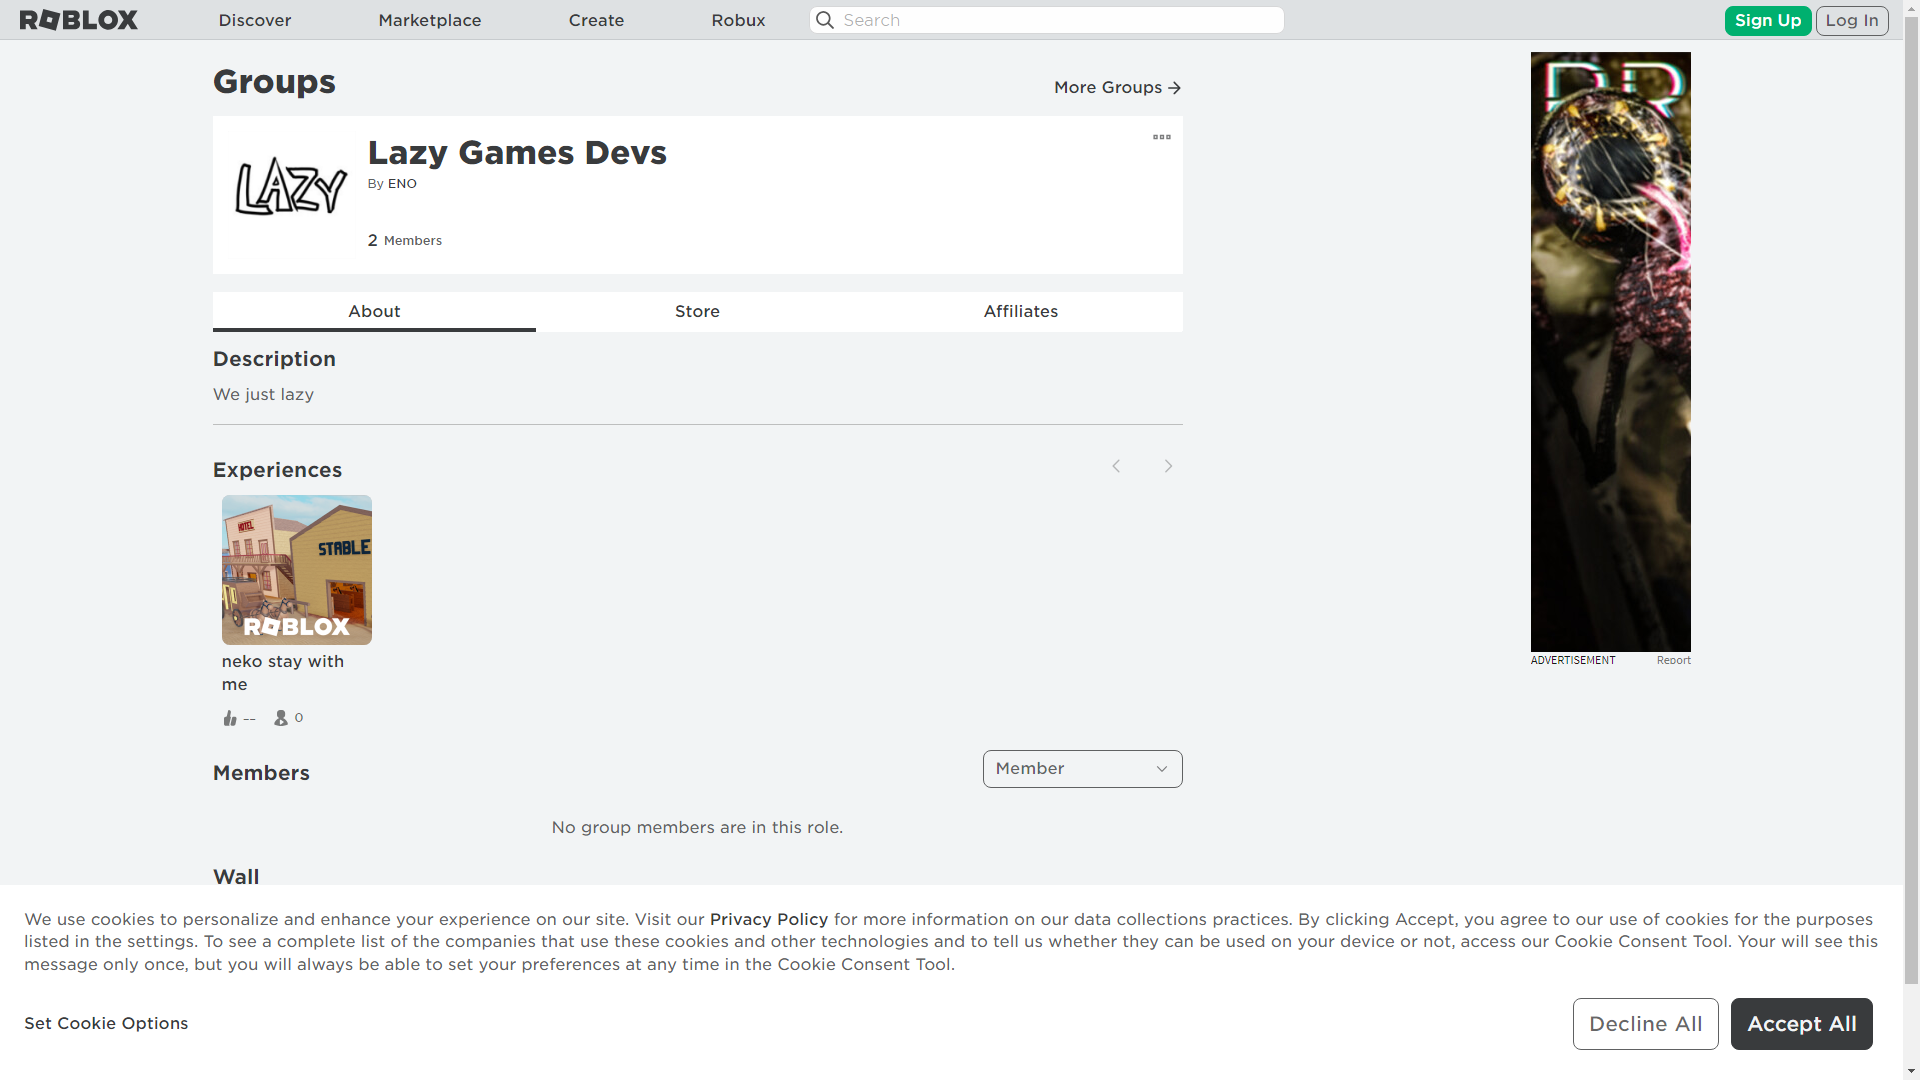 ROBLOX
Discover
Marketplace
Create
Robux
Search
Sign Up
Log In
Groups
More Groups
LAZY
Lazy Games Devs
By ENO
2 Members
About
Store
Affiliates
Description
We just lazy
Experiences
HOTEL
STABLE
ROBLOX
neko stay with
me
--
0
ADVERTISEMENT
Report
Members
Member
No group members are in this role.
Wall
We use cookies to personalize and enhance your experience on our site. Visit our Privacy Policy for more information on our data collections practices. By clicking Accept, you agree to our use of cookies for the purposes
listed in the settings. To see a complete list of the companies that use these cookies and other technologies and to tell us whether they can be used on your device or not, access our Cookie Consent Tool. Your will see this
message only once, but you will always be able to set your preferences at any time in the Cookie Consent Tool.
Set Cookie Options
Decline All
Accept All